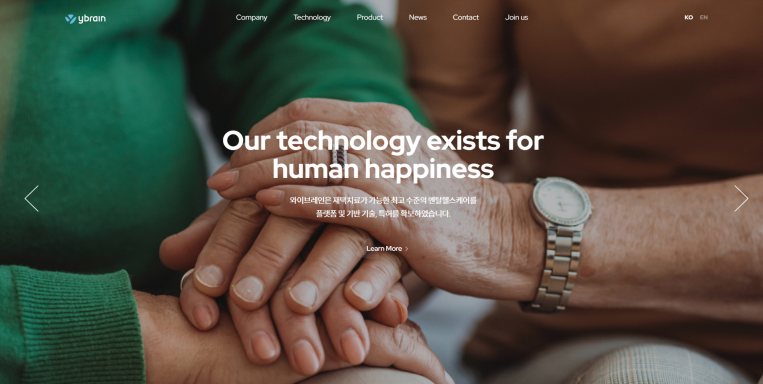 ybrain
Company
Technology
Product
News
Contact
Join us
KO
EN
Our technology exists for
human happiness
와이브레인은 재택치료가 가능한 최고 수준의 멘탈헬스케어를
플랫폼 및 기반 기술, 특허를 확보하였습니다.
Learn More